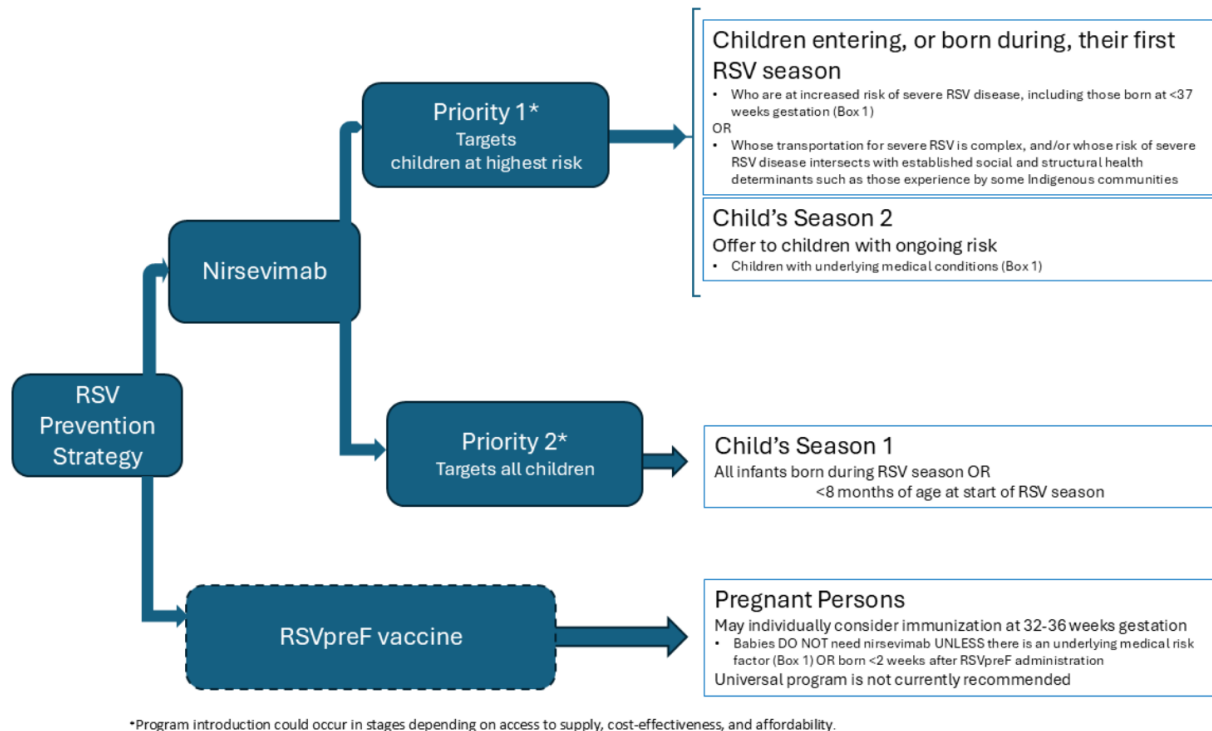 Children entering, or born during, their first
RSV season
• Who are at increased risk of severe RSV disease, including those born at <37
weeks gestation (Box 1)
OR
• Whose transportation for severe RSV is complex, and/or whose risk of severe
RSV disease intersects with established social and structural health
determinants such as those experience by some Indigenous communities
Priority 1*
Targets
children at highest risk
Child's Season 2
Offer to children with ongoing risk
• Children with underlying medical conditions (Box 1)
Nirsevimab
RSV
Prevention
Strategy
Priority 2*
Targets all children
Child's Season 1
All infants born during RSV season OR
<8 months of age at start of RSV season
RSVpreF vaccine
Pregnant Persons
May individually consider immunization at 32-36 weeks gestation
• Babies DO NOT need nirsevimab UNLESS there is an underlying medical risk
factor (Box 1) OR born <2 weeks after RSVpreF administration
Universal program is not currently recommended
*Program introduction could occur in stages depending on access to supply, cost-effectiveness, and affordability.